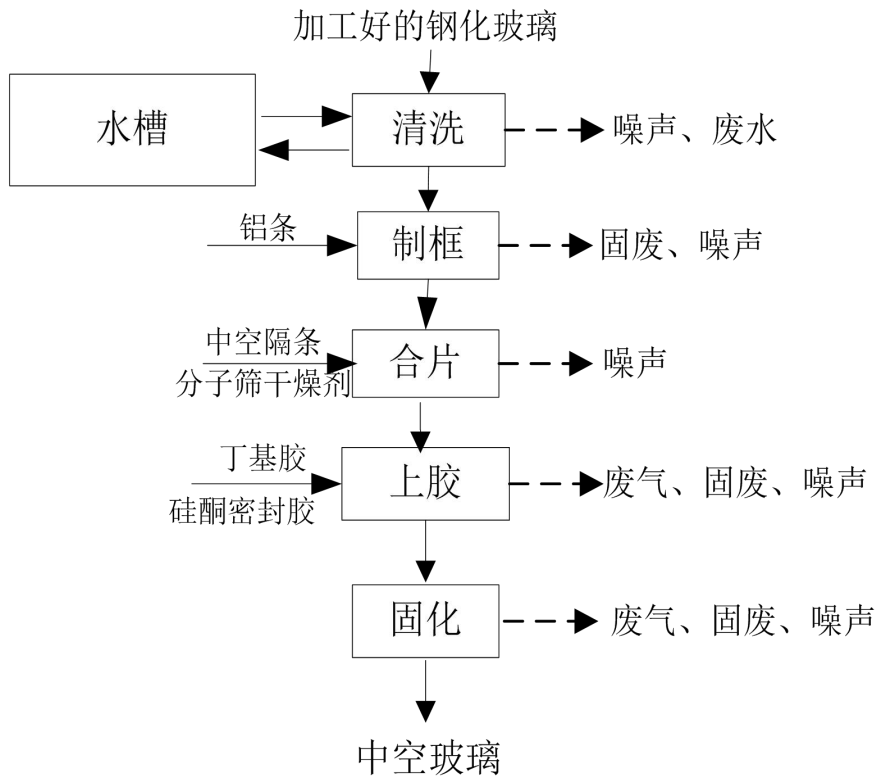 加工好的钢化玻璃
水槽
清洗
噪声、废水
铝条
制框
固废、噪声
中空隔条
分子筛干燥剂
合片
噪声
丁基胶
硅酮密封胶
上胶
废气、固废、噪声
固化
废气、固废、噪声
中空玻璃